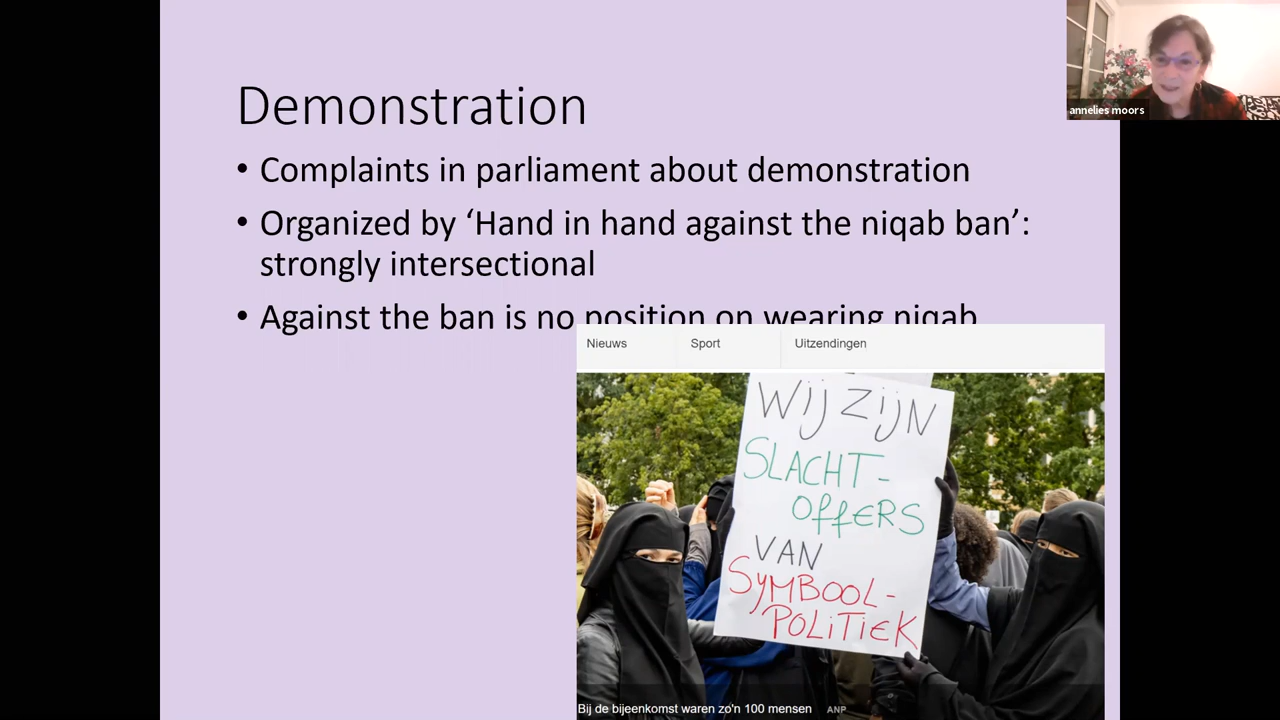 annelies moors
Demonstration
• Complaints in parliament about demonstration
• Organized by ‘Hand in hand against the niqab ban’:
strongly intersectional
• Against the ban is no position on wearing niqab
Nieuws Sport Uitzendingen
WIJ ZIJN
SLACHT-
OFFERS
VAN
SYMBOOL-
POLITIEK
Bij de bijeenkomst waren zo'n 100 mensen ANP